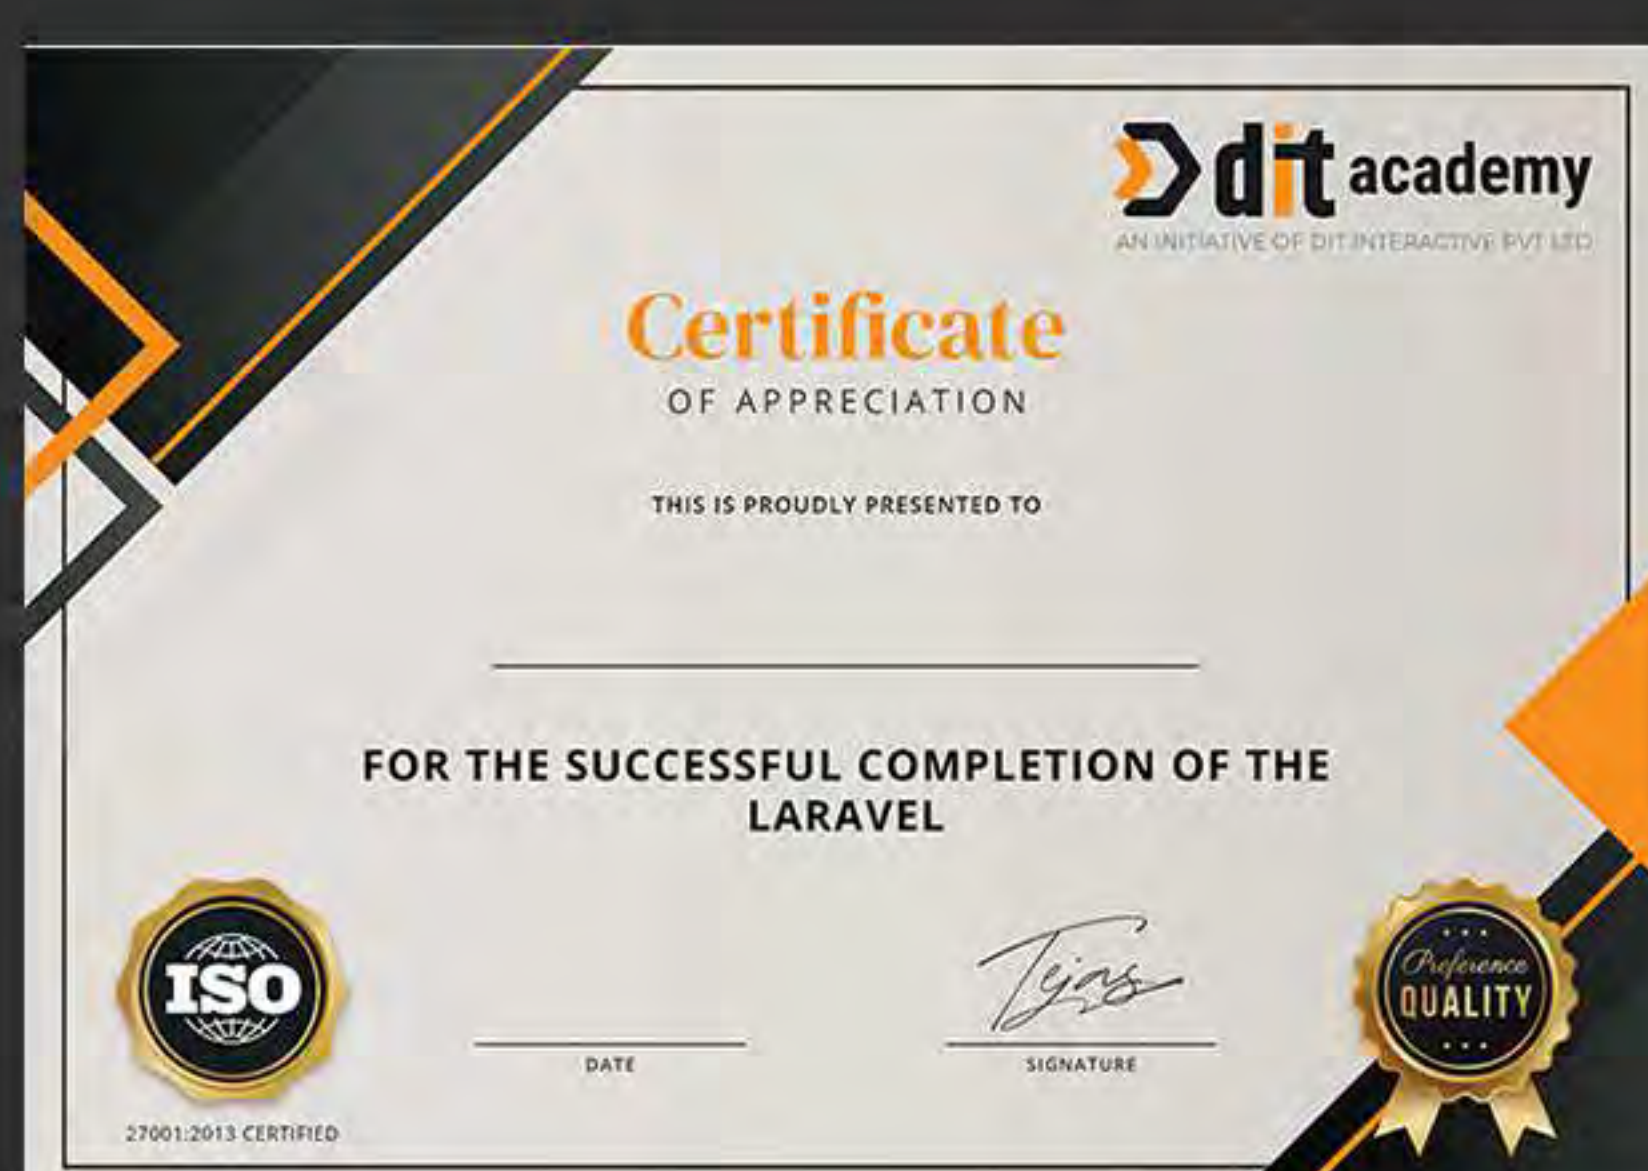 dit academy
AN INITIATIVE OF DIT INTERACTIVE PVT LTD
Certificate
OF APPRECIATION
THIS IS PROUDLY PRESENTED TO
FOR THE SUCCESSFUL COMPLETION OF THE
LARAVEL
ISO
Tejas
Preference
QUALITY
DATE
SIGNATURE
27001:2013 CERTIFIED